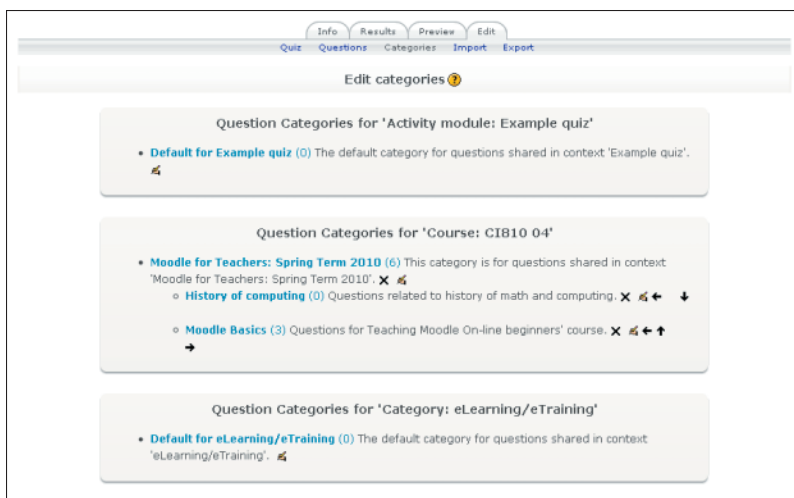 Info Results Preview Edit
Quiz Questions Categories Import Export
Edit categories ?
Question Categories for 'Activity module: Example quiz'
• Default for Example quiz (0) The default category for questions shared in context 'Example quiz'.
Question Categories for 'Course: CI810 04'
• Moodle for Teachers: Spring Term 2010 (6) This category is for questions shared in context
'Moodle for Teachers: Spring Term 2010'.
History of computing (0) Questions related to history of math and computing.
Moodle Basics (3) Questions for Teaching Moodle On-line beginners' course.
Question Categories for 'Category: eLearning/eTraining'
• Default for eLearning/eTraining (0) The default category for questions shared in context
'eLearning/eTraining'.